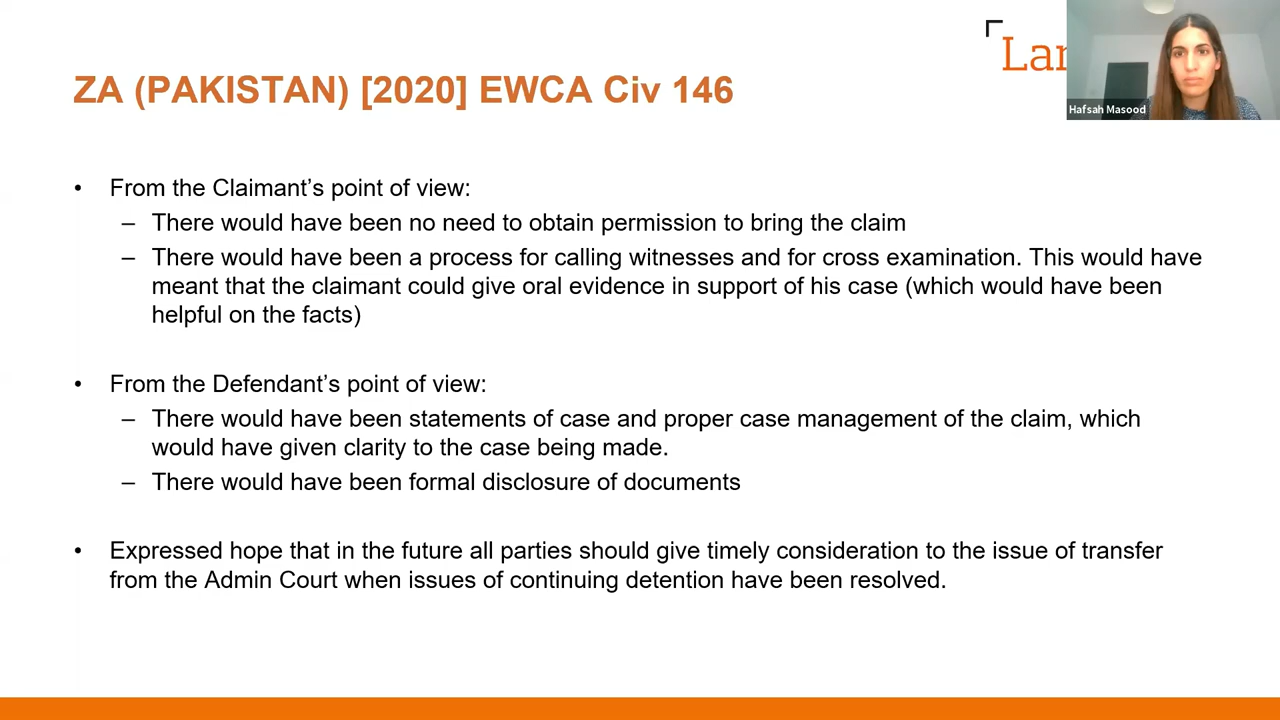 ZA (PAKISTAN) [2020] EWCA Civ 146
Hafsah Masood
• From the Claimant’s point of view:
– There would have been no need to obtain permission to bring the claim
– There would have been a process for calling witnesses and for cross examination. This would have
meant that the claimant could give oral evidence in support of his case (which would have been
helpful on the facts)
• From the Defendant’s point of view:
– There would have been statements of case and proper case management of the claim, which
would have given clarity to the case being made.
– There would have been formal disclosure of documents
• Expressed hope that in the future all parties should give timely consideration to the issue of transfer
from the Admin Court when issues of continuing detention have been resolved.